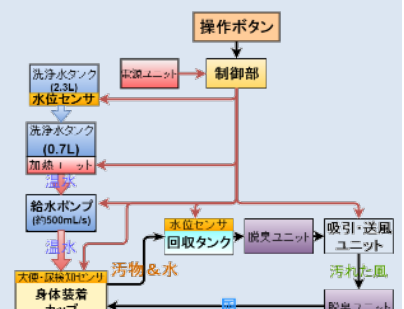 操作ボタン
洗浄水タンク
(2.3L)
水位センサ
電源ユニット
制御部
洗浄水タンク
(0.7L)
加熱ユニット
温水
給水ポンプ
(約500mL/s)
水位センサ
回収タンク
脱臭ユニット
吸引・送風
ユニット
温水
汚物&水
汚れた風
大便・尿検知センサ
身体装着
カップ
風
脱臭ユニット